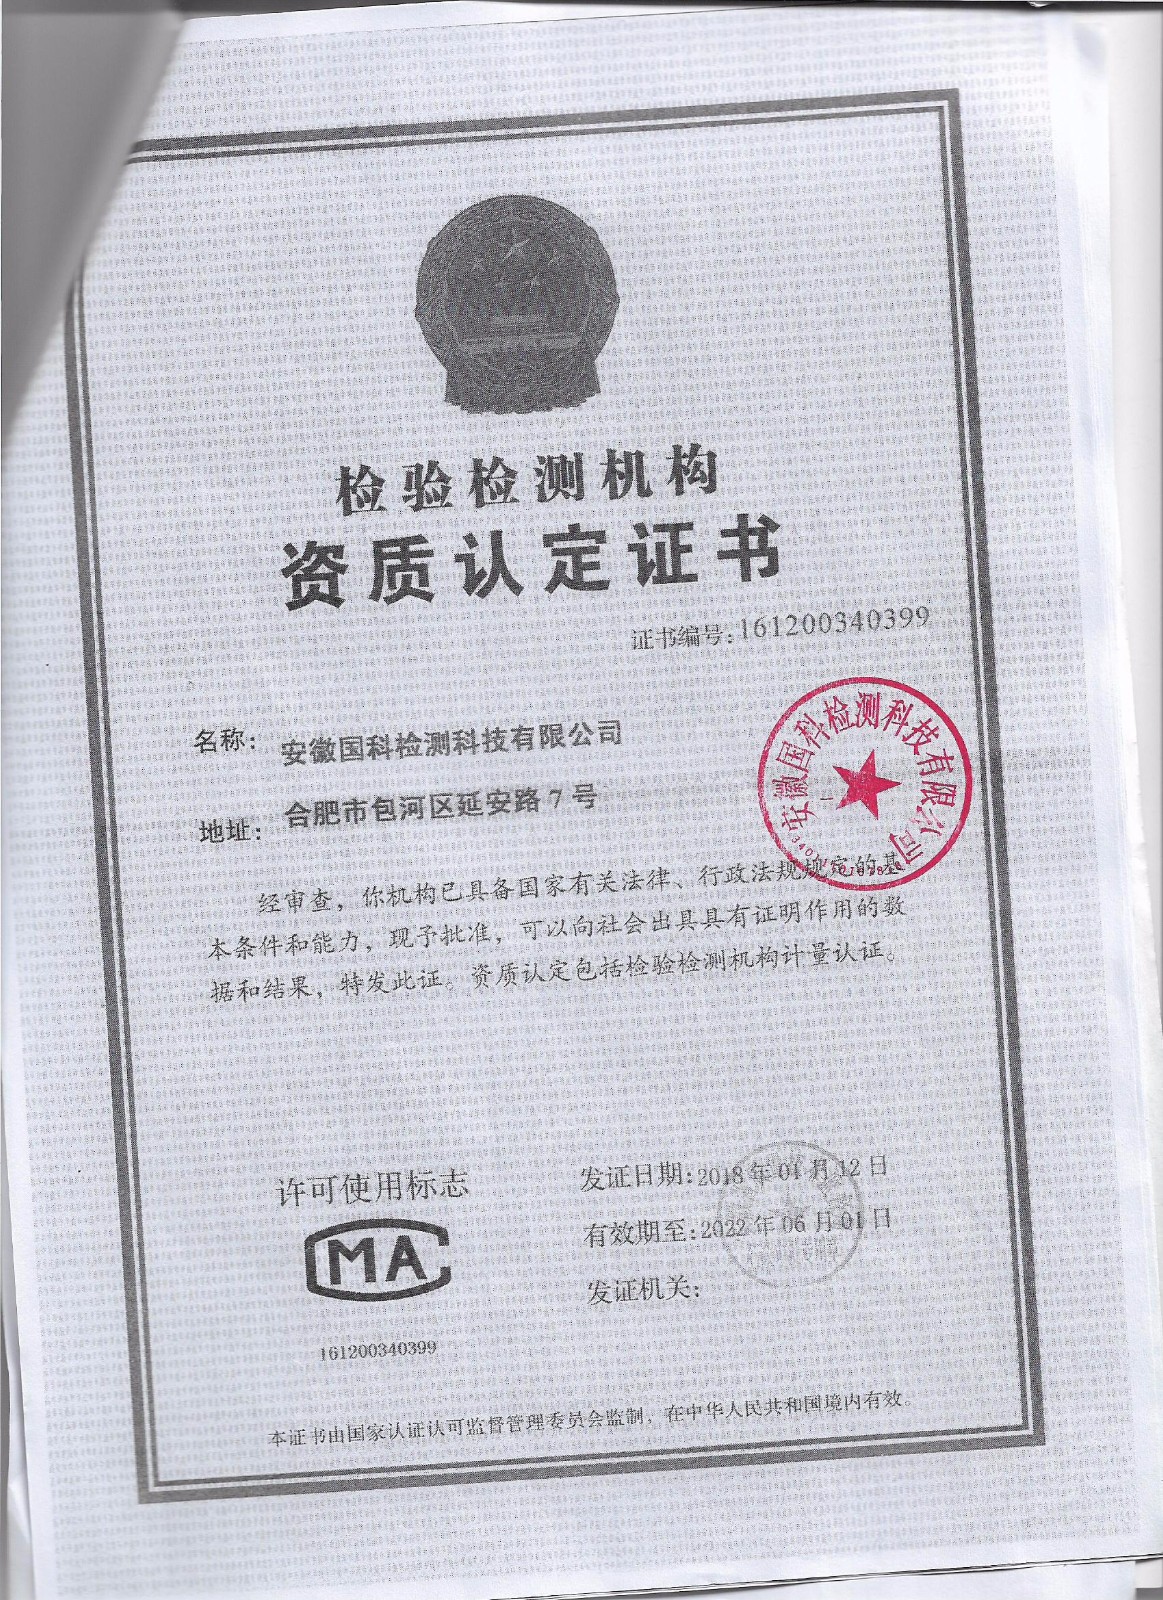 检验检测机构
资质认定证书
证书编号:161200340399
名称: 安徽国科检测科技有限公司
安徽国科检测科技有限公司
地址: 合肥市包河区延安路7号
经审查，你机构已具备国家有关法律、行政法规规定的基
本条件和能力，现予批准，可以向社会出具具有证明作用的数
据和结果，特发此证。资质认定包括检验检测机构计量认证。
许可使用标志
MA
161200340399
发证日期:2018年01月12日
有效期至:2022年06月01日
发证机关:
本证书由国家认证认可监督管理委员会监制，在中华人民共和国境内有效。